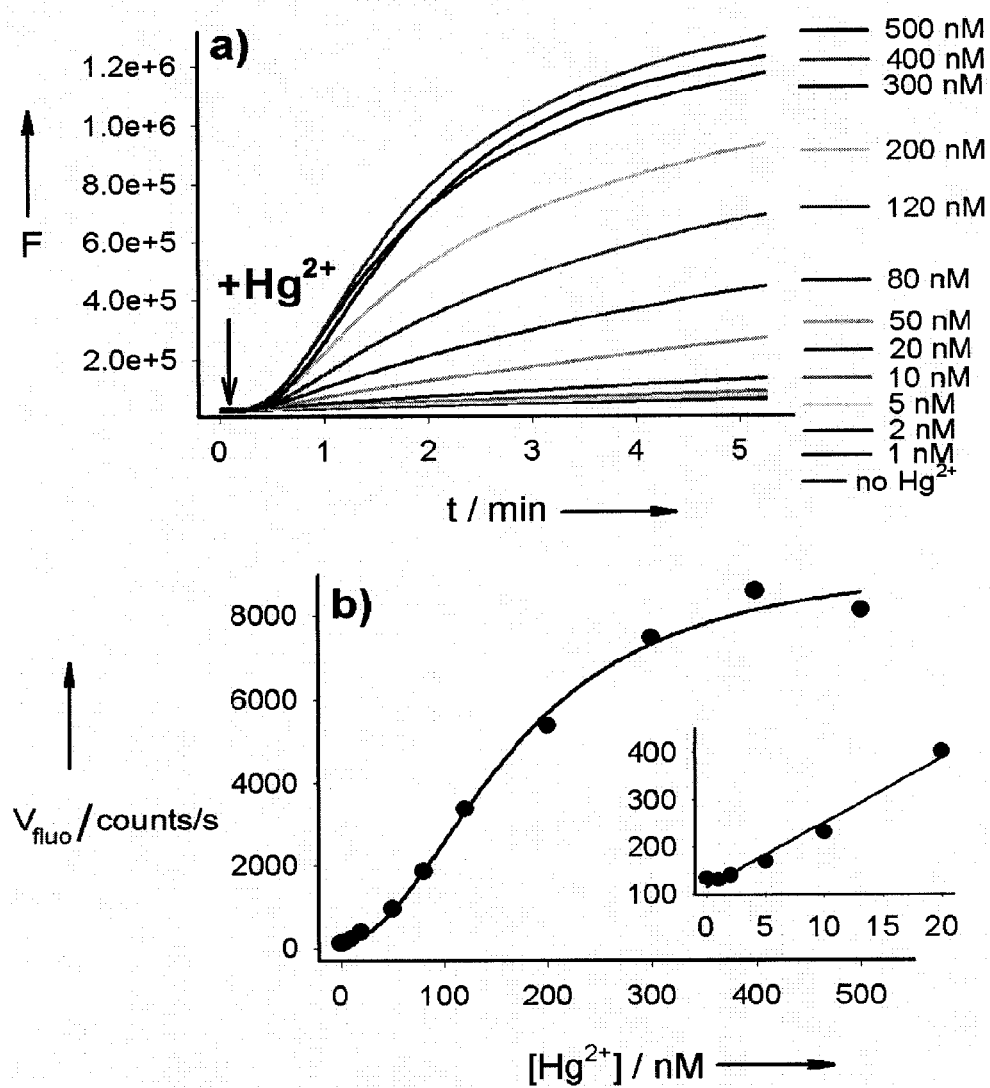 a)
1.2e+6
1.0e+6
8.0e+5
6.0e+5
4.0e+5
2.0e+5
F
+Hg²⁺
0 1 2 3 4 5
t / min
500 nM
400 nM
300 nM
200 nM
120 nM
80 nM
50 nM
20 nM
10 nM
5 nM
2 nM
1 nM
no Hg²⁺
b)
8000
6000
4000
2000
0
V_fluo / counts/s
400
300
200
100
0 5 10 15 20
0 100 200 300 400 500
[Hg²⁺] / nM